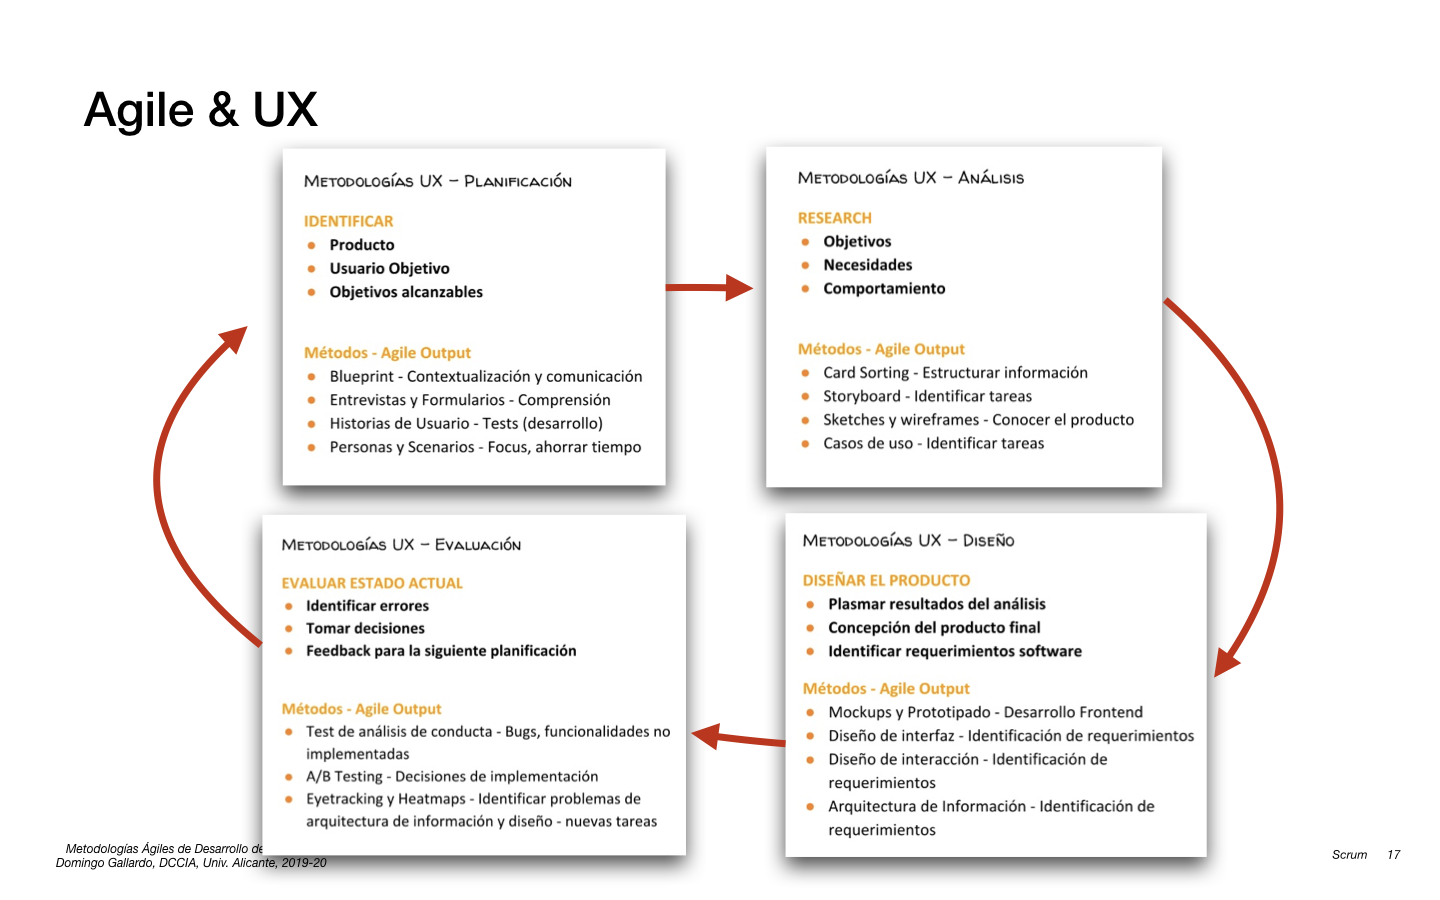 Agile & UX
Metodologías UX – Planificación
IDENTIFICAR
Producto
Usuario Objetivo
Objetivos alcanzables
Métodos - Agile Output
Blueprint - Contextualización y comunicación
Entrevistas y Formularios - Comprensión
Historias de Usuario - Tests (desarrollo)
Personas y Scenarios - Focus, ahorrar tiempo
Metodologías UX – Análisis
RESEARCH
Objetivos
Necesidades
Comportamiento
Métodos - Agile Output
Card Sorting - Estructurar información
Storyboard - Identificar tareas
Sketches y wireframes - Conocer el producto
Casos de uso - Identificar tareas
Metodologías UX – Evaluación
EVALUAR ESTADO ACTUAL
Identificar errores
Tomar decisiones
Feedback para la siguiente planificación
Métodos - Agile Output
Test de análisis de conducta - Bugs, funcionalidades no
implementadas
A/B Testing - Decisiones de implementación
Eyetracking y Heatmaps - Identificar problemas de
arquitectura de información y diseño - nuevas tareas
Metodologías UX – Diseño
DISEÑAR EL PRODUCTO
Plasmar resultados del análisis
Concepción del producto final
Identificar requerimientos software
Métodos - Agile Output
Mockups y Prototipado - Desarrollo Frontend
Diseño de interfaz - Identificación de requerimientos
Diseño de interacción - Identificación de
requerimientos
Arquitectura de Información - Identificación de
requerimientos
Metodologías Ágiles de Desarrollo de
Domingo Gallardo, DCCIA, Univ. Alicante, 2019-20
Scrum 17